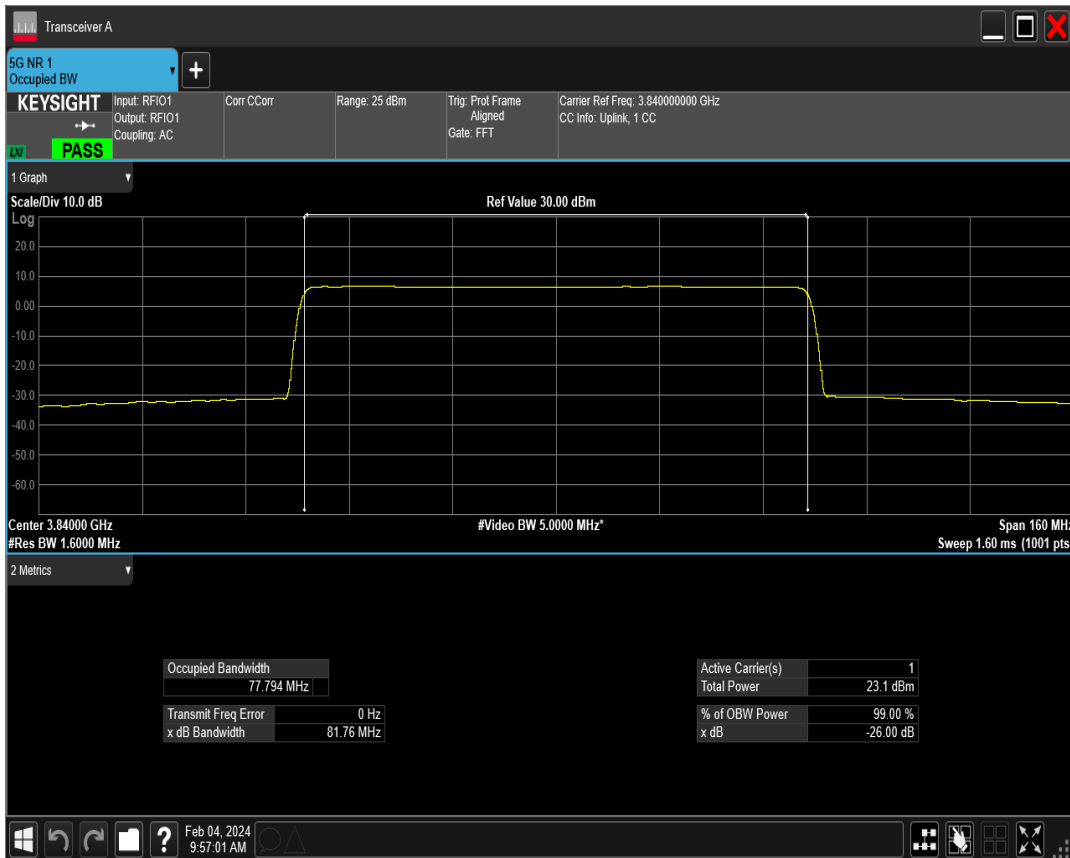 Transceiver A
5G NR 1
Occupied BW
+
KEYSIGHT
Input: RFIO1
Output: RFIO1
Coupling: AC
Corr CCorr
Range: 25 dBm
Trig: Prot Frame
Aligned
Gate: FFT
Carrier Ref Freq: 3.840000000 GHz
CC Info: Uplink, 1 CC
LXI
PASS
1 Graph
Scale/Div 10.0 dB
Ref Value 30.00 dBm
Log
20.0
10.0
0.00
-10.0
-20.0
-30.0
-40.0
-50.0
-60.0
Center 3.84000 GHz
#Video BW 5.0000 MHz*
Span 160 MHz
#Res BW 1.6000 MHz
Sweep 1.60 ms (1001 pts
2 Metrics
Occupied Bandwidth
77.794 MHz
Transmit Freq Error 0 Hz
x dB Bandwidth 81.76 MHz
Active Carrier(s) 1
Total Power 23.1 dBm
% of OBW Power 99.00 %
x dB -26.00 dB
?
Feb 04, 2024
9:57:01 AM